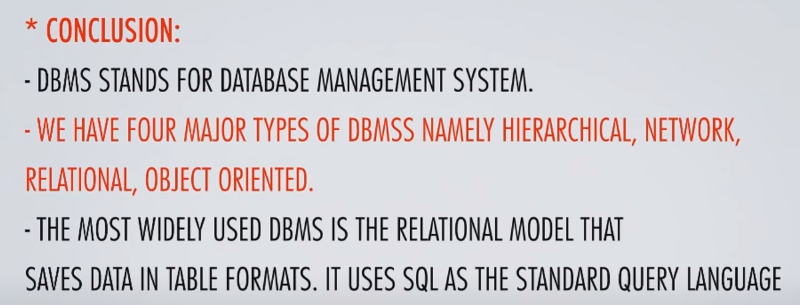 * CONCLUSION:
- DBMS STANDS FOR DATABASE MANAGEMENT SYSTEM.
- WE HAVE FOUR MAJOR TYPES OF DBMSS NAMELY HIERARCHICAL, NETWORK,
RELATIONAL, OBJECT ORIENTED.
- THE MOST WIDELY USED DBMS IS THE RELATIONAL MODEL THAT
SAVES DATA IN TABLE FORMATS. IT USES SQL AS THE STANDARD QUERY LANGUAGE